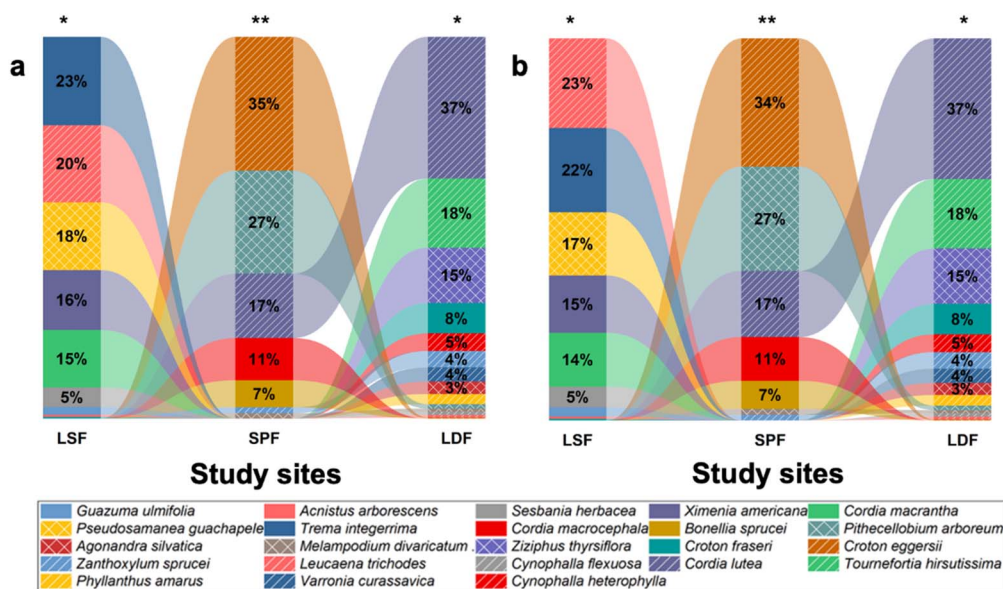 * ** * * ** *
a b
23% 35% 37% 23% 34% 37%
20% 22%
18% 27% 18% 17% 27% 18%
16% 17% 15% 15% 17% 15%
15% 11% 8% 14% 11% 8%
5% 5%
5% 7% 4% 5% 7% 4%
4% 4%
3% 3%
LSF SPF LDF LSF SPF LDF
Study sites Study sites
Guazuma ulmifolia Acnistus arborescens Sesbania herbacea Ximenia americana Cordia macrantha
Pseudosamanea guachapele Trema integerrima Cordia macrocephala Bonellia sprucei Pithecellobium arboreum
Agonandra silvatica Melampodium divaricatum . Ziziphus thyrsiflora Croton fraseri Croton eggersii
Zanthoxylum sprucei Leucaena trichodes Cynophalla flexuosa Cordia lutea Tournefortia hirsutissima
Phyllanthus amarus Varronia curassavica Cynophalla heterophylla